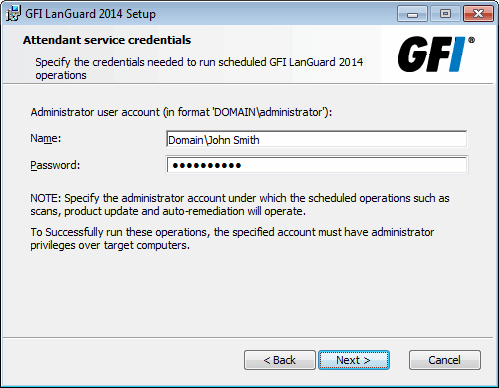 GFI LanGuard 2014 Setup
Attendant service credentials
Specify the credentials needed to run scheduled GFI LanGuard 2014
operations
GFI®
Administrator user account (in format 'DOMAIN\administrator'):
Name:
Domain\John Smith
Password:
●●●●●●●●●●
NOTE: Specify the administrator account under which the scheduled operations such as
scans, product update and auto-remediation will operate.
To Successfully run these operations, the specified account must have administrator
privileges over target computers.
< Back
Next >
Cancel